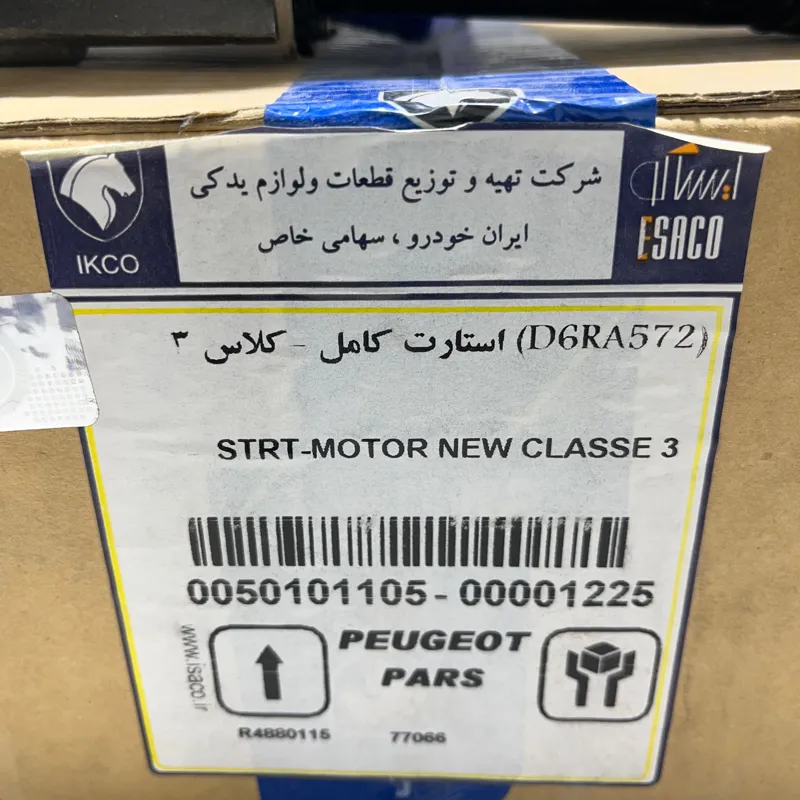 شرکت تهیه و توزیع قطعات ولوازم یدکی
ایران خودرو ، سهامی خاص
IKCO
ایساکو
ESACO
(D6RA572) استارت کامل - کلاس ۳
STRT-MOTOR NEW CLASSE 3
0050101105 - 00001225
www.isaco.ir
PEUGEOT
PARS
R4880115
77066